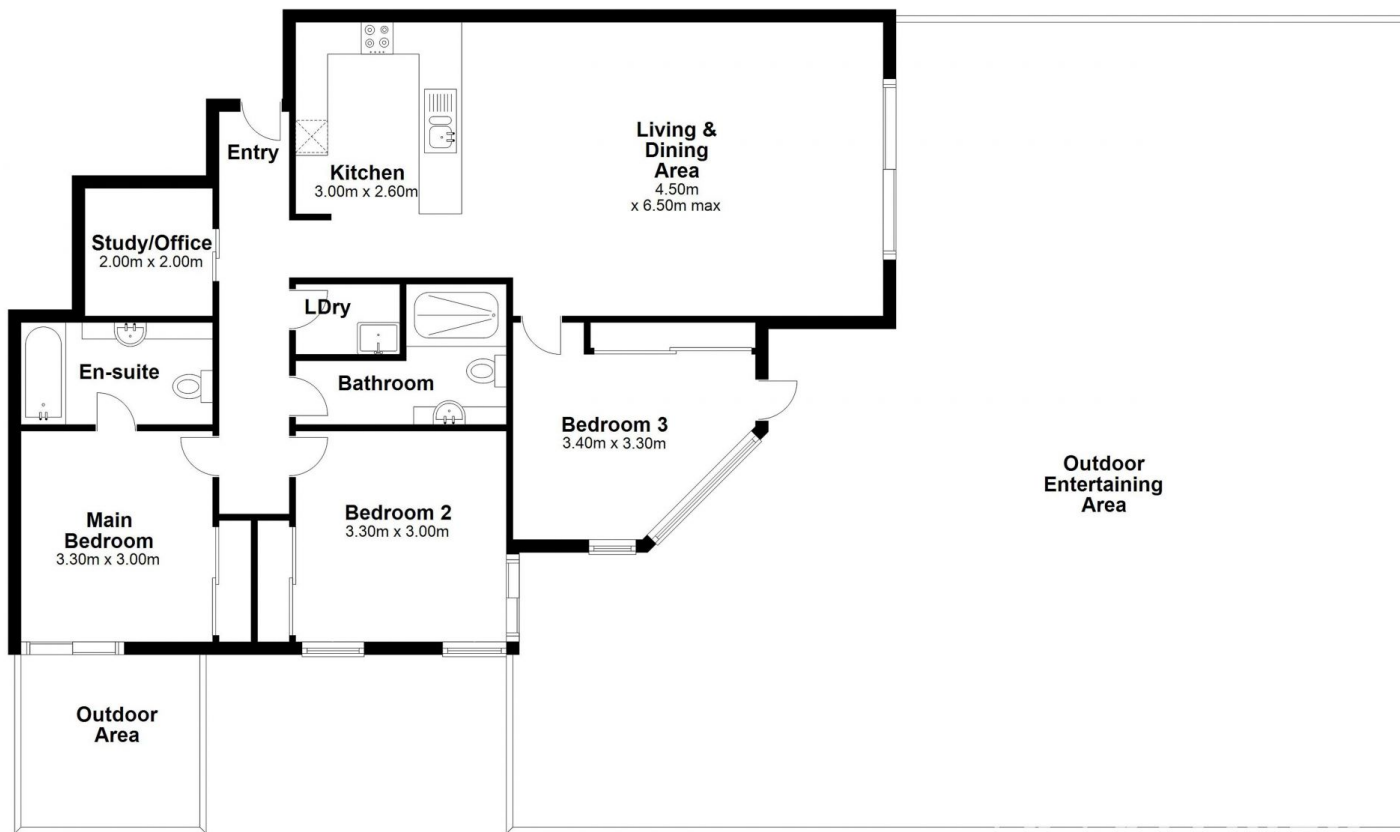 Entry
Kitchen
3.00m x 2.60m
Living &
Dining
Area
4.50m
x 6.50m max
Study/Office
2.00m x 2.00m
LDry
En-suite
Bathroom
Bedroom 3
3.40m x 3.30m
Outdoor
Entertaining
Area
Main
Bedroom
3.30m x 3.00m
Bedroom 2
3.30m x 3.00m
Outdoor
Area